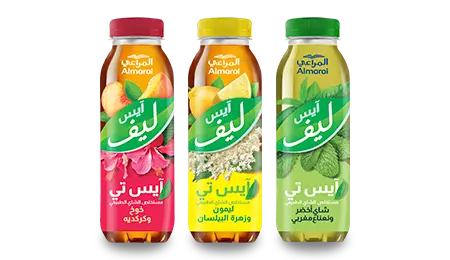 المراعي
Almarai
آيس
ليف
آيس تي
مستخلص الشاي الطبيعي
خوخ
وكركديه
المراعي
Almarai
آيس
ليف
آيس تي
مستخلص الشاي الطبيعي
ليمون
وزهرة البيلسان
المراعي
Almarai
آيس
ليف
آيس تي
مستخلص الشاي الطبيعي
شاي أخضر
ونعناع مغربي